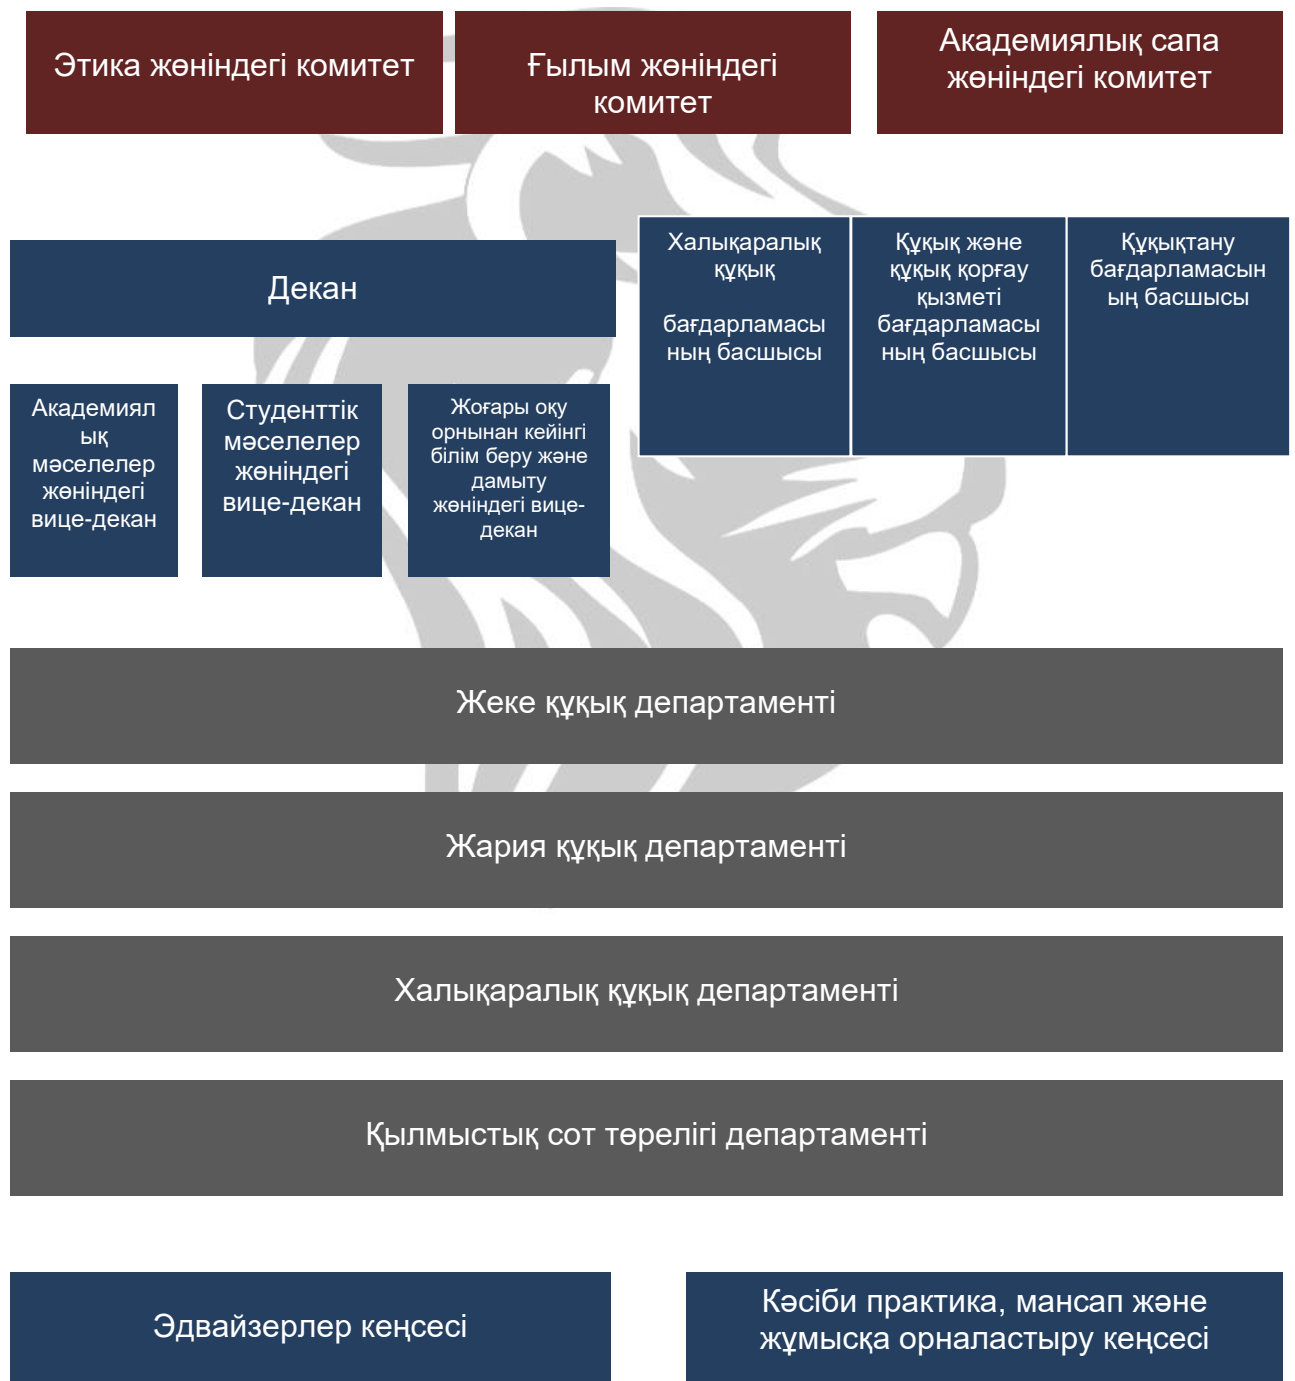 Этика жөніндегі комитет
Ғылым жөніндегі
комитет
Академиялық сапа
жөніндегі комитет
Декан
Халықаралық
құқық
бағдарламасы
ның басшысы
Құқық және
құқық қорғау
қызметі
бағдарламасы
ның басшысы
Құқықтану
бағдарламасын
ың басшысы
Академиял
ық
мәселелер
жөніндегі
вице-декан
Студенттік
мәселелер
жөніндегі
вице-декан
Жоғары оқу
орнынан кейінгі
білім беру және
дамыту
жөніндегі вице-
декан
Жеке құқық департаменті
Жария құқық департаменті
Халықаралық құқық департаменті
Қылмыстық сот төрелігі департаменті
Эдвайзерлер кеңсесі
Кәсіби практика, мансап және
жұмысқа орналастыру кеңсесі